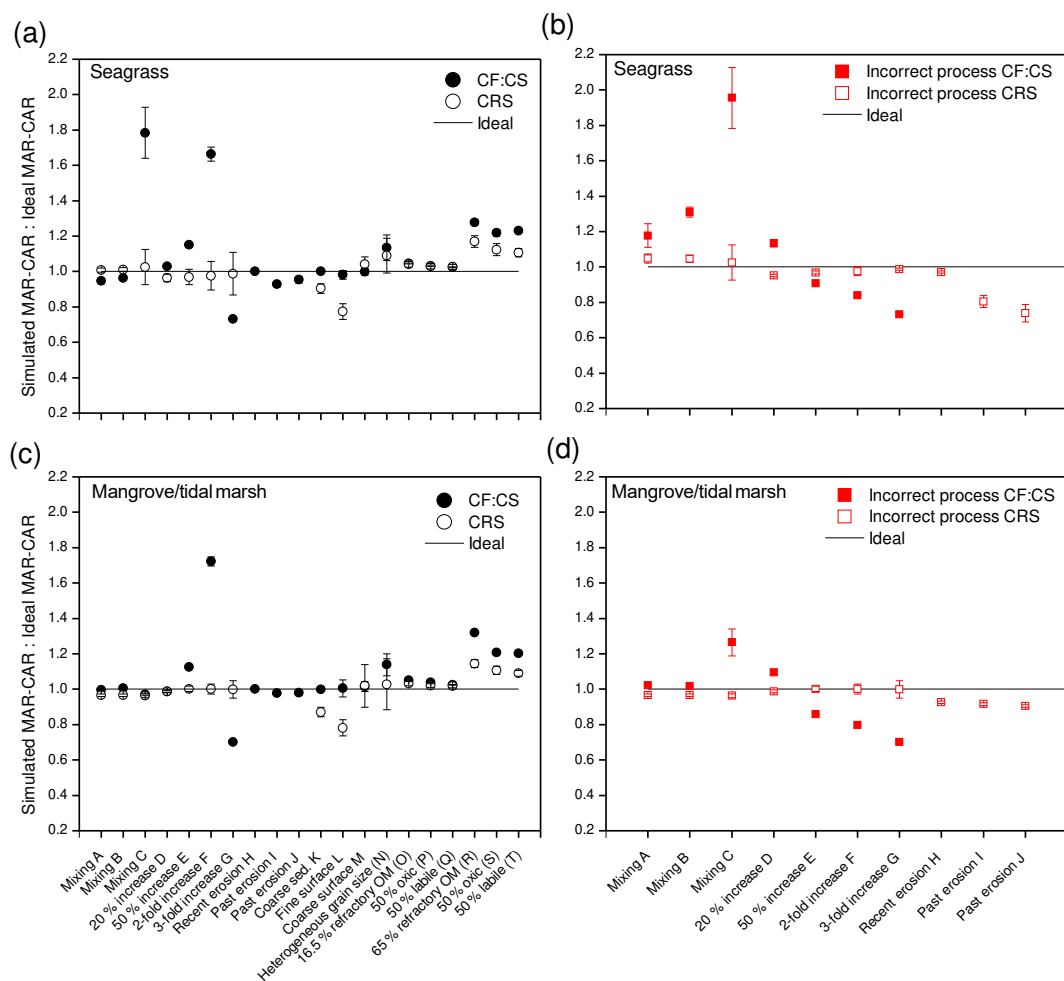 (a)
2.2
2.0
1.8
1.6
1.4
1.2
1.0
0.8
0.6
0.4
0.2
Simulated MAR-CAR : Ideal MAR-CAR
Seagrass
CF:CS
CRS
Ideal
(b)
2.2
2.0
1.8
1.6
1.4
1.2
1.0
0.8
0.6
0.4
0.2
Seagrass
Incorrect process CF:CS
Incorrect process CRS
Ideal
(c)
2.2
2.0
1.8
1.6
1.4
1.2
1.0
0.8
0.6
0.4
0.2
Simulated MAR-CAR : Ideal MAR-CAR
Mangrove/tidal marsh
CF:CS
CRS
Ideal
Mixing A
Mixing B
Mixing C
20 % increase D
50 % increase E
2-fold increase F
3-fold increase G
Recent erosion H
Past erosion I
Past erosion J
Coarse sed. K
Fine surface L
Coarse surface M
Heterogeneous grain size (N)
16.5 % refractory OM (O)
50 % oxic (P)
50 % labile (Q)
65 % refractory OM (R)
50 % oxic (S)
50 % labile (T)
(d)
2.2
2.0
1.8
1.6
1.4
1.2
1.0
0.8
0.6
0.4
0.2
Mangrove/tidal marsh
Incorrect process CF:CS
Incorrect process CRS
Ideal
Mixing A
Mixing B
Mixing C
20 % increase D
50 % increase E
2-fold increase F
3-fold increase G
Recent erosion H
Past erosion I
Past erosion J